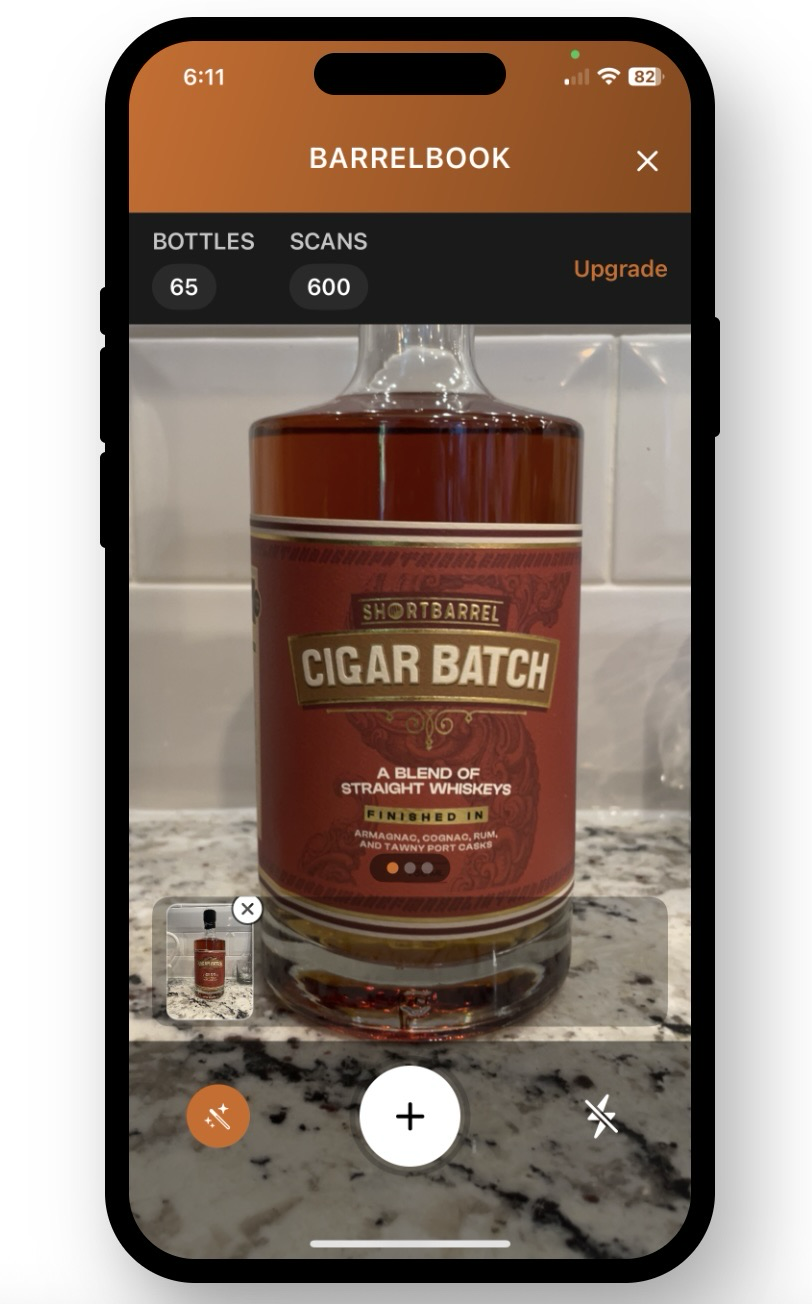 6:11
82
BARRELBOOK
BOTTLES SCANS
65 600
Upgrade
SHORTBARREL
CIGAR BATCH
A BLEND OF
STRAIGHT WHISKEYS
FINISHED IN
ARMAGNAC, COGNAC, RUM,
AND TAWNY PORT CASKS